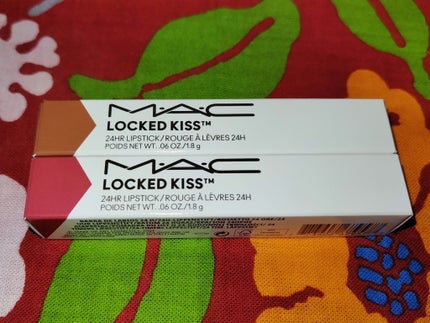 M·A·C
LOCKED KISS™
24HR LIPSTICK / ROUGE À LÈVRES 24H
POIDS NET WT. .06 OZ./1.8 g
M·A·C
LOCKED KISS™
24HR LIPSTICK / ROUGE À LÈVRES 24H
POIDS NET WT. .06 OZ./1.8 g